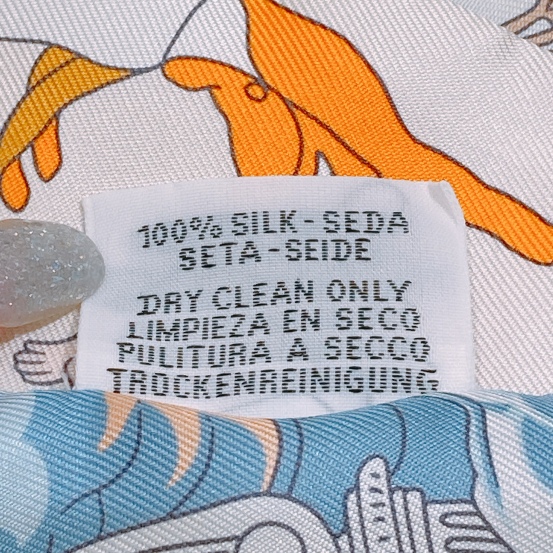 100% SILK-SEDA
SETA-SEIDE
DRY CLEAN ONLY
LIMPIEZA EN SECO
PULITURA A SECCO
TROCKENREINIGUNG